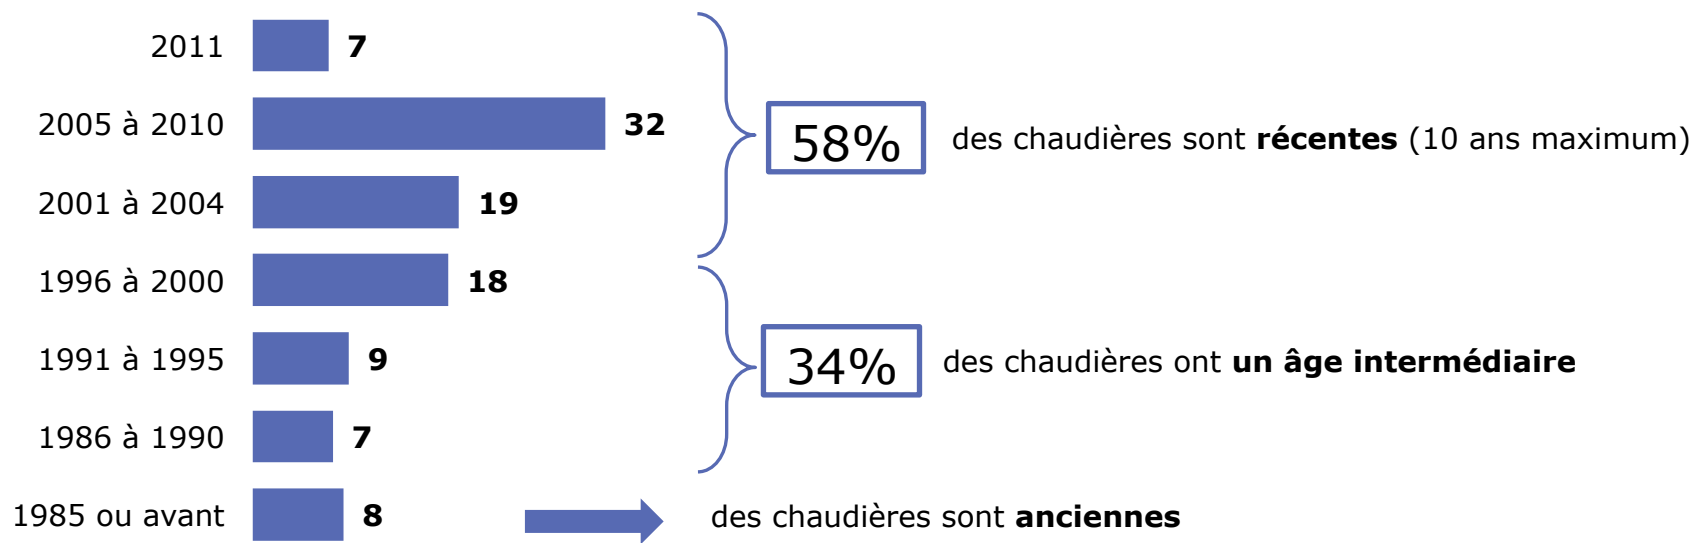 2011 7
2005 à 2010 32
58% des chaudières sont récentes (10 ans maximum)
2001 à 2004 19
1996 à 2000 18
1991 à 1995 9
34% des chaudières ont un âge intermédiaire
1986 à 1990 7
1985 ou avant 8 des chaudières sont anciennes